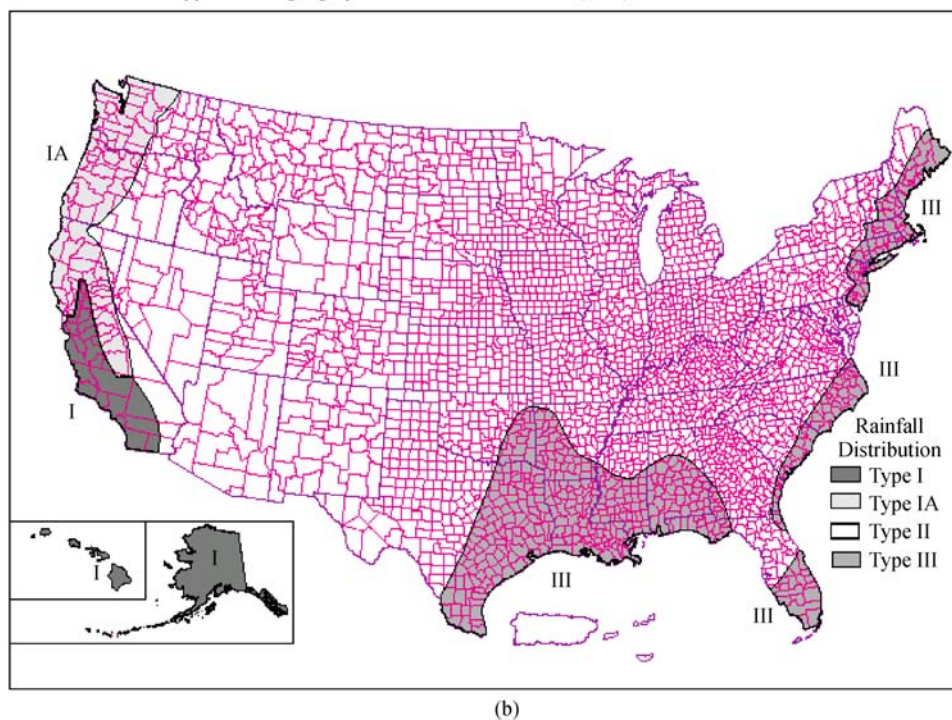 IA
III
III
Rainfall
Distribution
Type I
Type IA
Type II
Type III
I
I
I
III
III
(b)